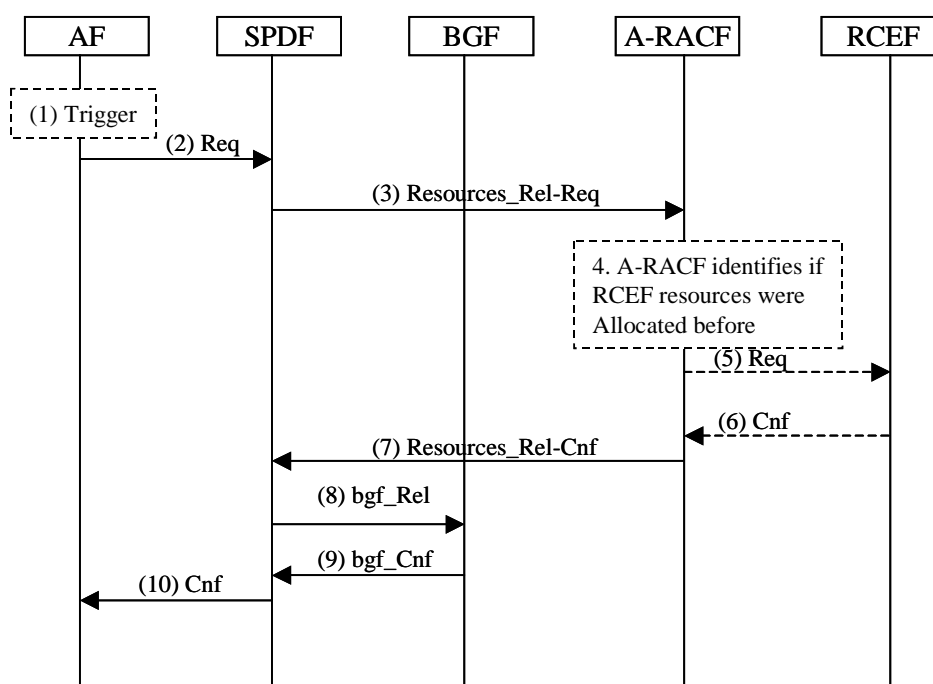 AF
SPDF
BGF
A-RACF
RCEF
(1) Trigger
(2) Req
(3) Resources_Rel-Req
4. A-RACF identifies if
RCEF resources were
Allocated before
(5) Req
(6) Cnf
(7) Resources_Rel-Cnf
(8) bgf_Rel
(9) bgf_Cnf
(10) Cnf